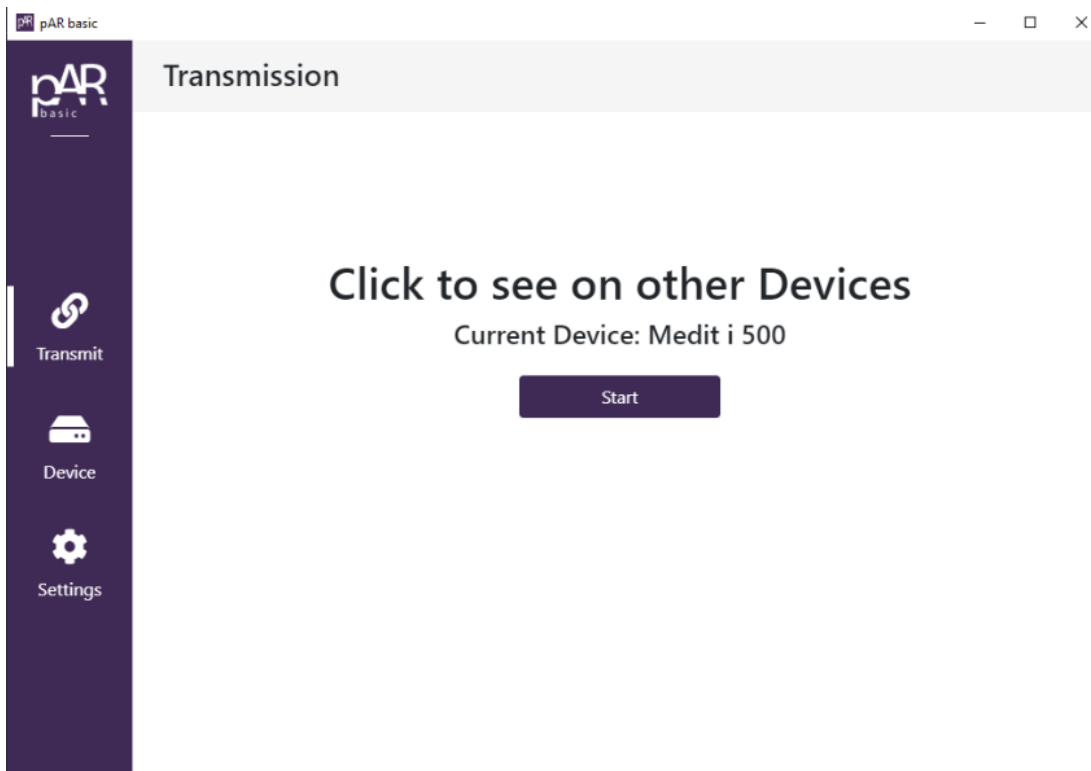 pAR basic
pAR
basic
Transmission
Click to see on other Devices
Current Device: Medit i 500
Start
Transmit
Device
Settings